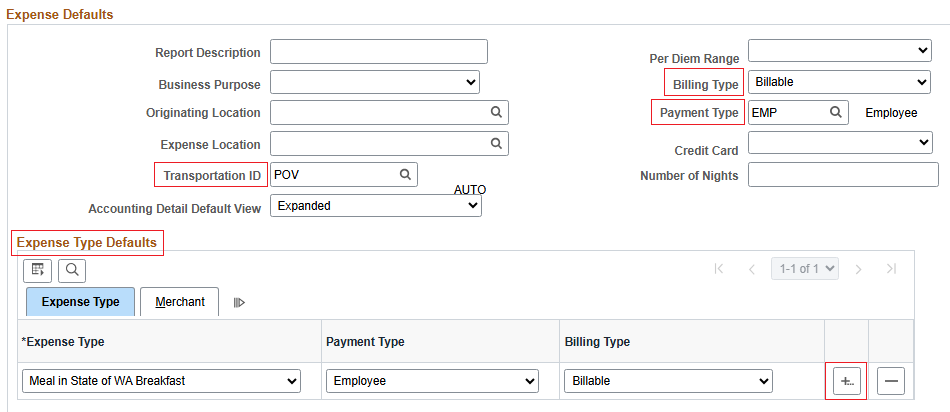 Expense Defaults
Report Description
Per Diem Range
Business Purpose
Billing Type Billable
Originating Location
Payment Type EMP Employee
Expense Location
Credit Card
Transportation ID POV
Number of Nights
AUTO
Accounting Detail Default View Expanded
Expense Type Defaults
1-1 of 1
Expense Type Merchant
*Expense Type Payment Type Billing Type
Meal in State of WA Breakfast Employee Billable